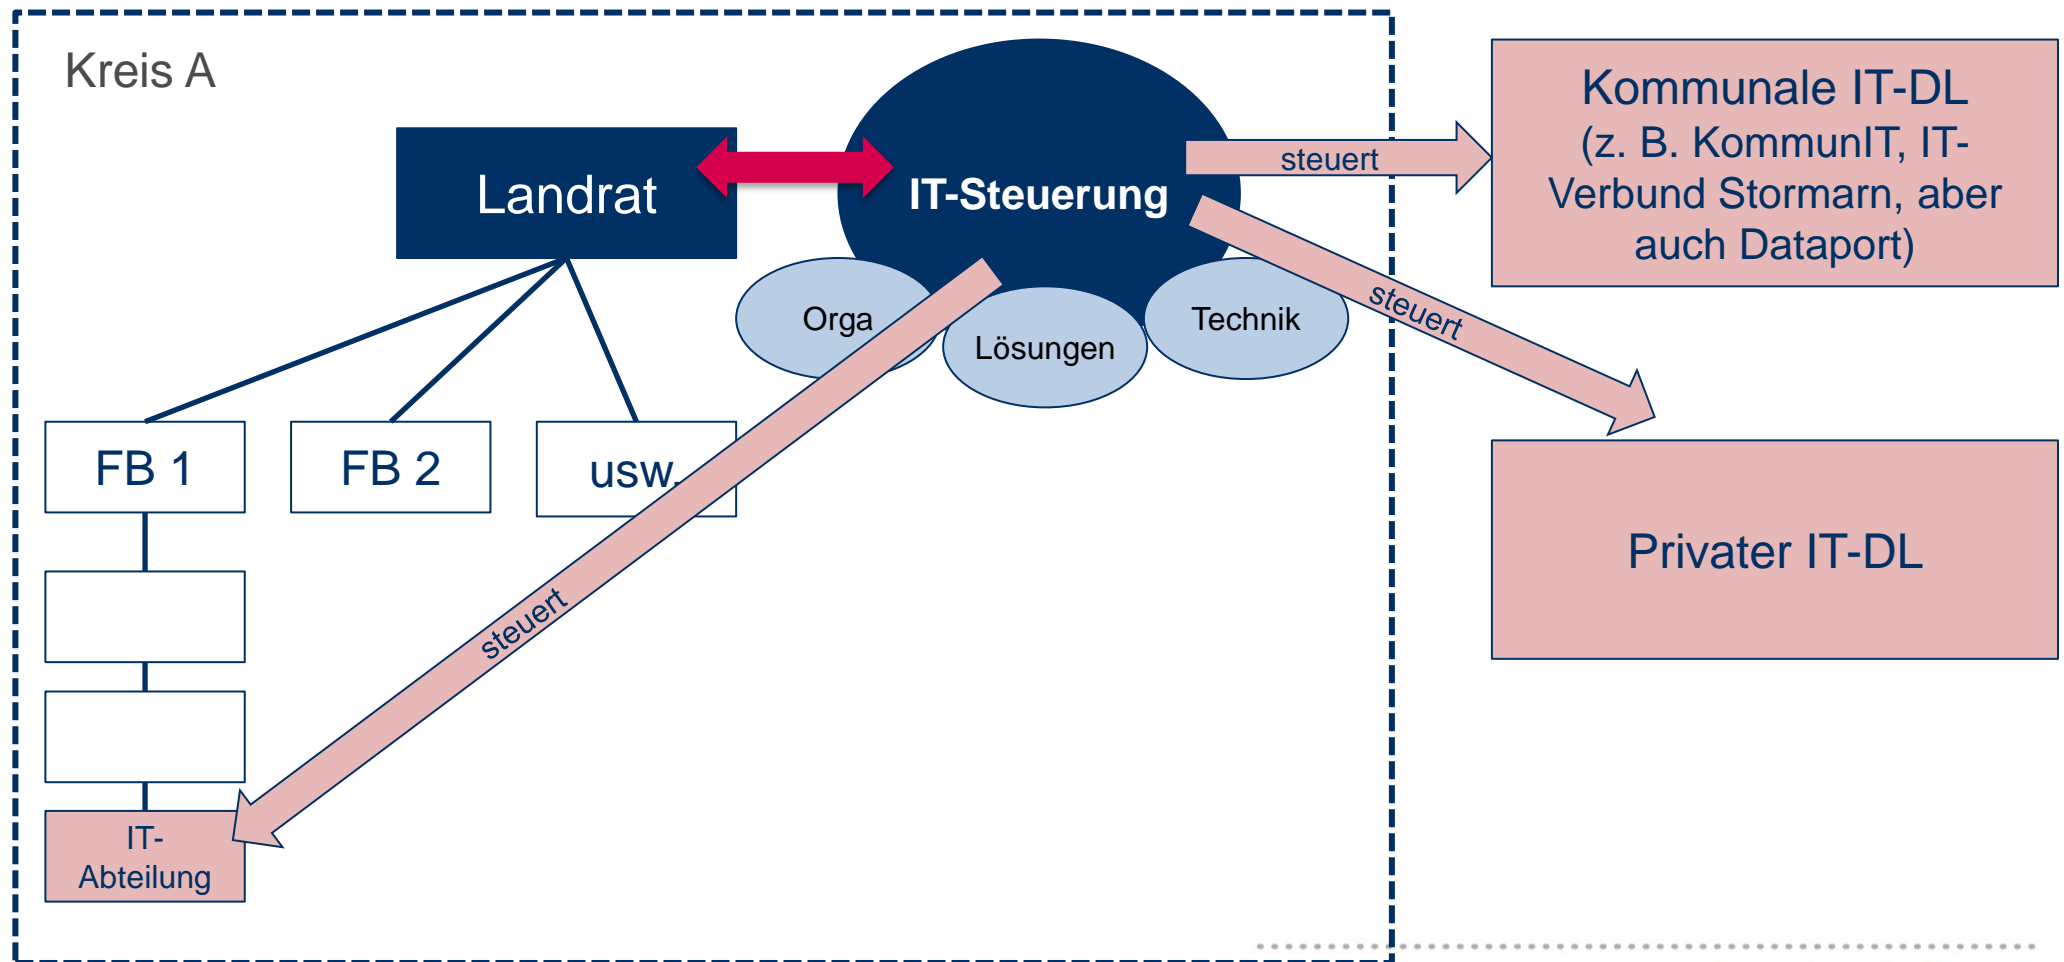 Kreis A
Landrat
IT-Steuerung
steuert
Kommunale IT-DL
(z. B. KommunIT, IT-
Verbund Stormarn, aber
auch Dataport)
Orga
Lösungen
Technik
steuert
FB 1
FB 2
usw.
Privater IT-DL
steuert
IT-
Abteilung